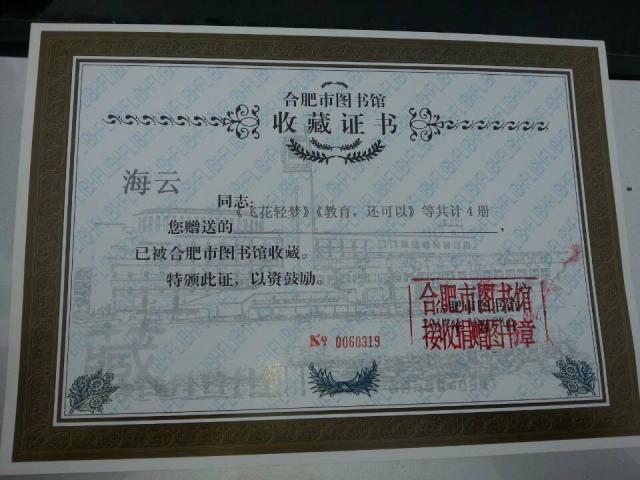 合肥市图书馆
收藏证书
海云
同志:
《飞花轻梦》《教育，还可以》等共计4册
您赠送的
已被合肥市图书馆收藏。
特颁此证，以资鼓励。
合肥市图书馆
接收捐赠图书章
№ 0060319
藏